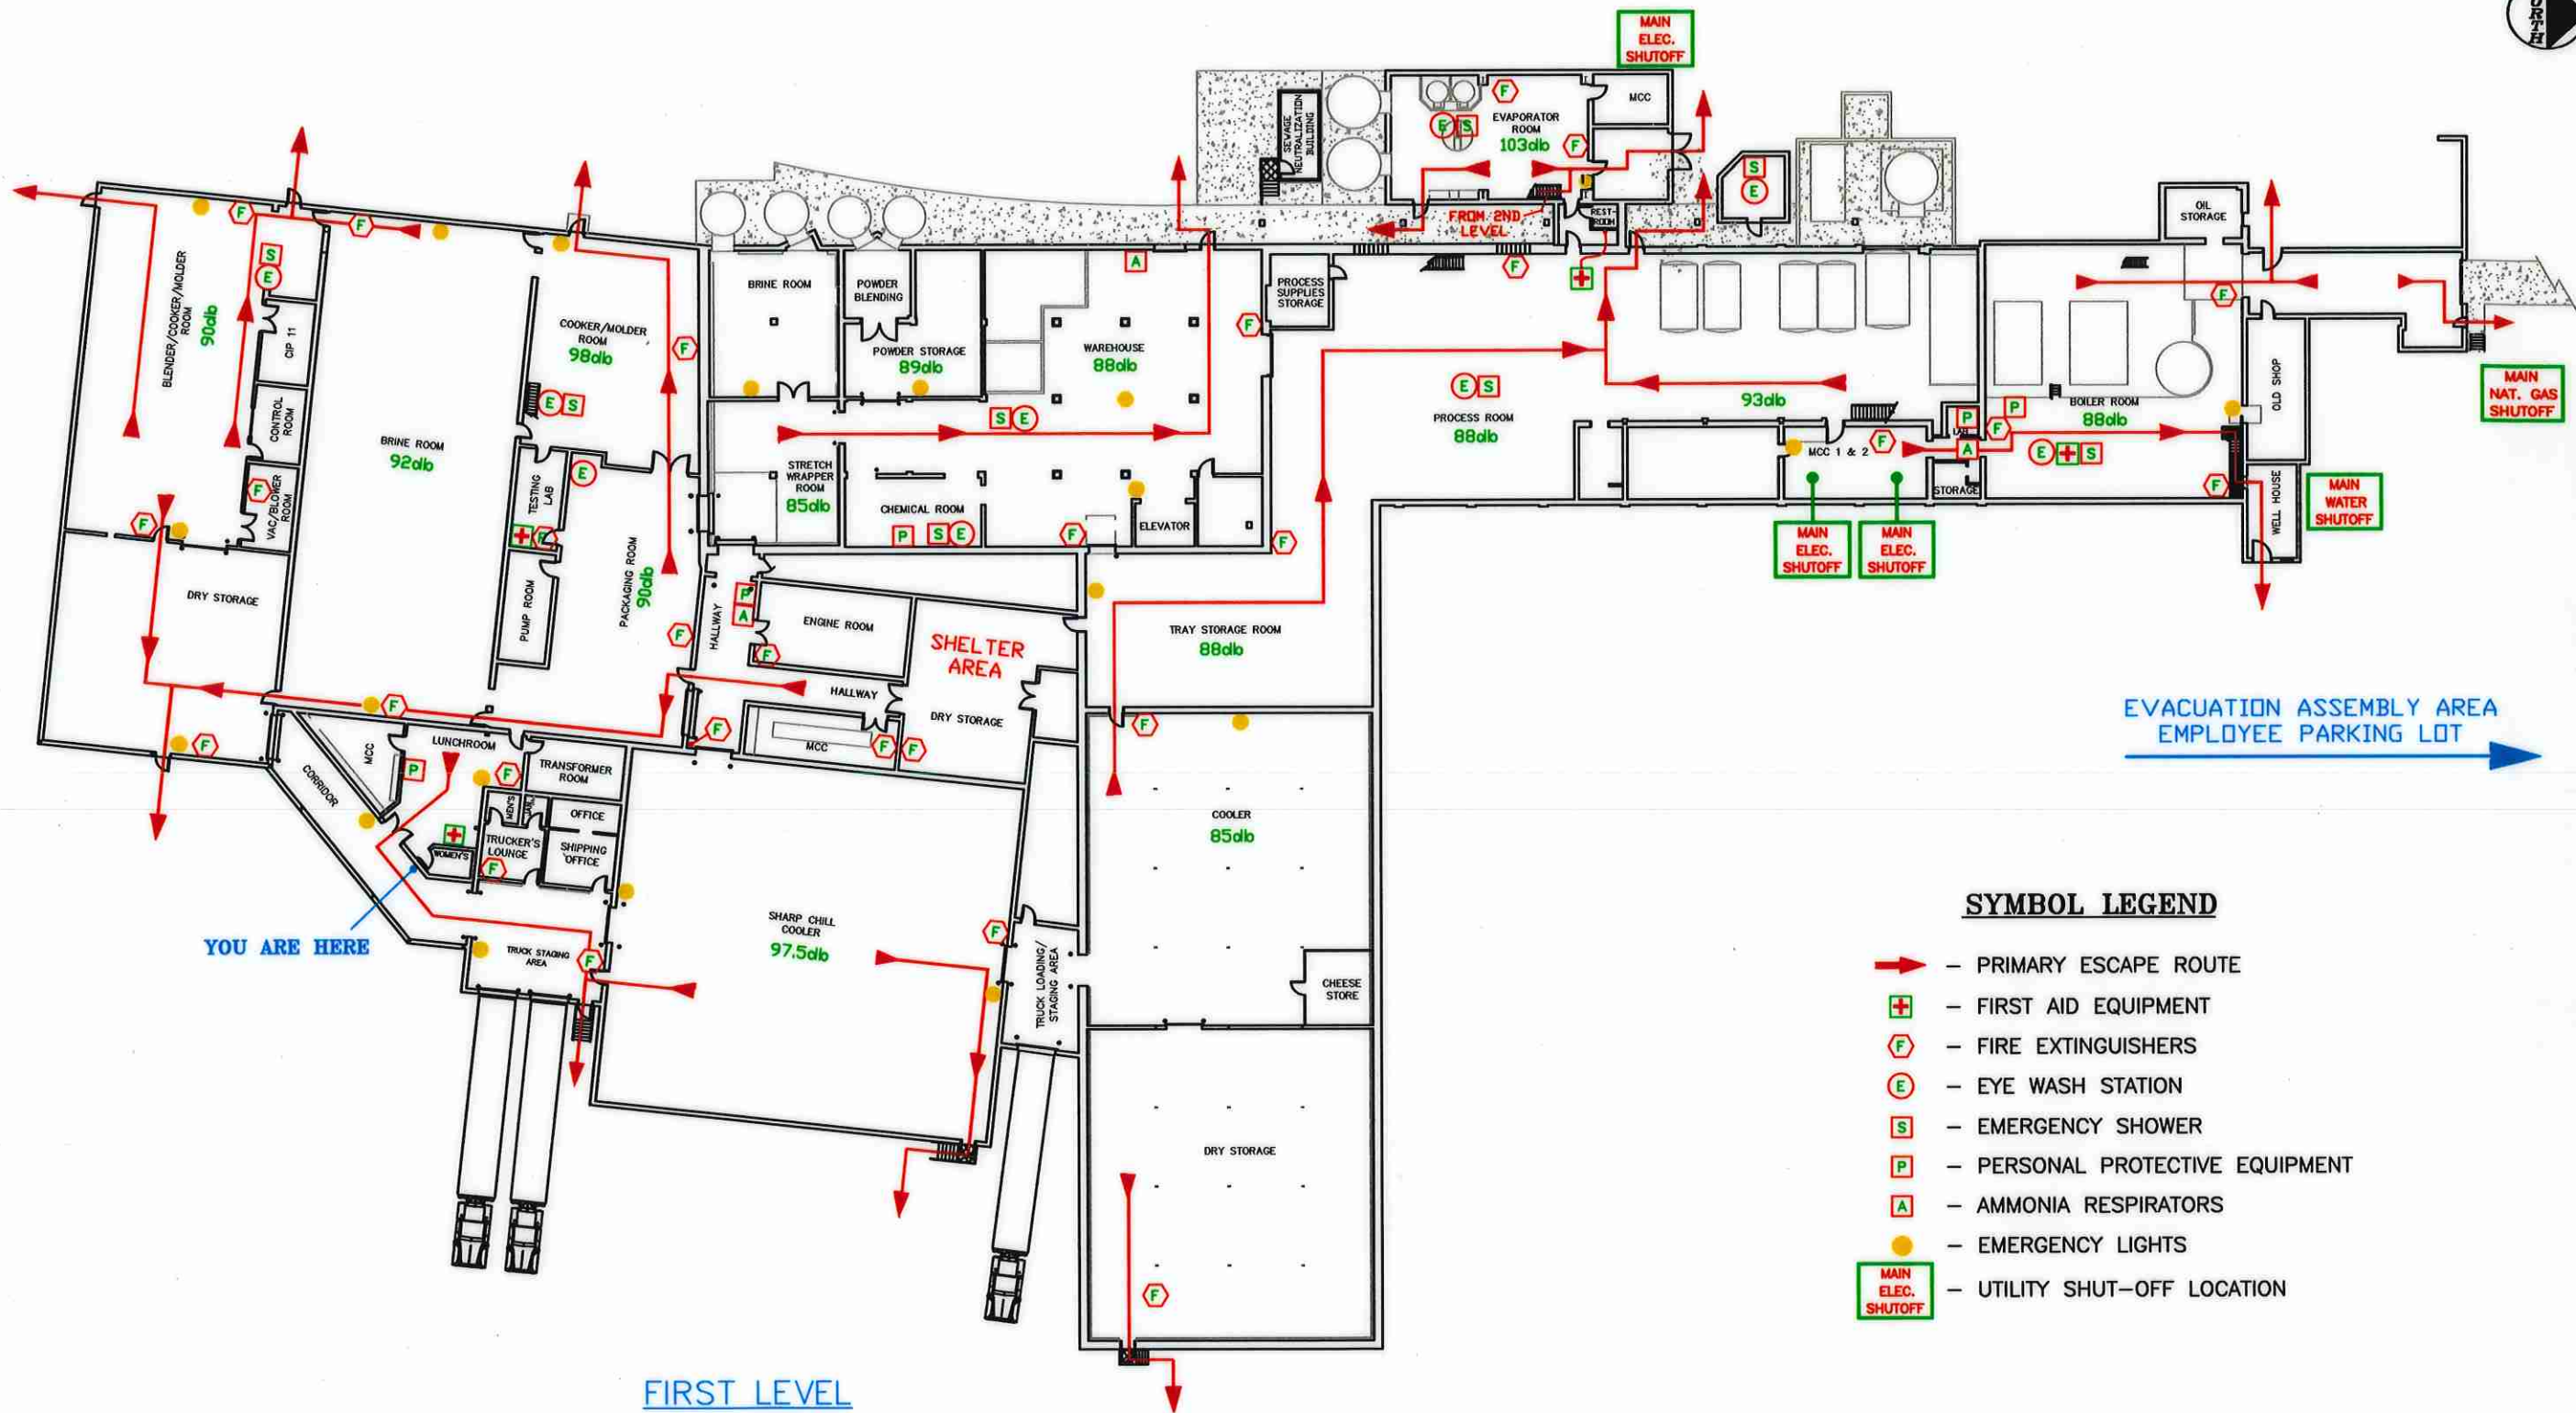 NORTH
MAIN
ELEC.
SHUTOFF
SEWAGE
NEUTRALIZATION
BUILDING
F
E S
EVAPORATOR
ROOM
103db
F
MCC
FROM 2ND
LEVEL
REST-
ROOM
S
E
OIL
STORAGE
F
F
S
E
BLENDER/COOKER/MOLDER
ROOM
90db
CIP 11
CONTROL
ROOM
F
VAC/BLOWER
ROOM
F
DRY STORAGE
F
BRINE ROOM
92db
F
COOKER/MOLDER
ROOM
98db
F
E S
TESTING
LAB
F
E
PUMP ROOM
PACKAGING ROOM
90db
F
BRINE ROOM
POWDER
BLENDING
POWDER STORAGE
89db
A
WAREHOUSE
88db
F
S E
STRETCH
WRAPPER
ROOM
85db
CHEMICAL ROOM
P S E
F
ELEVATOR
PROCESS
SUPPLIES
STORAGE
F
F
E S
PROCESS ROOM
88db
93db
MCC 1 & 2
F
P
LAB
A
STORAGE
MAIN
ELEC.
SHUTOFF
MAIN
ELEC.
SHUTOFF
F
P
F
BOILER ROOM
88db
E S
F
OLD SHOP
WELL HOUSE
MAIN
NAT. GAS
SHUTOFF
MAIN
WATER
SHUTOFF
HALLWAY
P
A
F
ENGINE ROOM
SHELTER
AREA
HALLWAY
DRY STORAGE
F
MCC
F
F
TRAY STORAGE ROOM
88db
EVACUATION ASSEMBLY AREA
EMPLOYEE PARKING LOT
MCC
CORRIDOR
LUNCHROOM
P
F
TRANSFORMER
ROOM
MEN'S
JAN.
OFFICE
TRUCKER'S
LOUNGE
F
SHIPPING
OFFICE
WOMEN'S
YOU ARE HERE
TRUCK STAGING
AREA
F
SHARP CHILL
COOLER
97.5db
F
TRUCK LOADING/
STAGING AREA
F
COOLER
85db
CHEESE
STORE
DRY STORAGE
F
SYMBOL LEGEND
– PRIMARY ESCAPE ROUTE
– FIRST AID EQUIPMENT
F – FIRE EXTINGUISHERS
E – EYE WASH STATION
S – EMERGENCY SHOWER
P – PERSONAL PROTECTIVE EQUIPMENT
A – AMMONIA RESPIRATORS
– EMERGENCY LIGHTS
MAIN
ELEC.
SHUTOFF
– UTILITY SHUT-OFF LOCATION
FIRST LEVEL